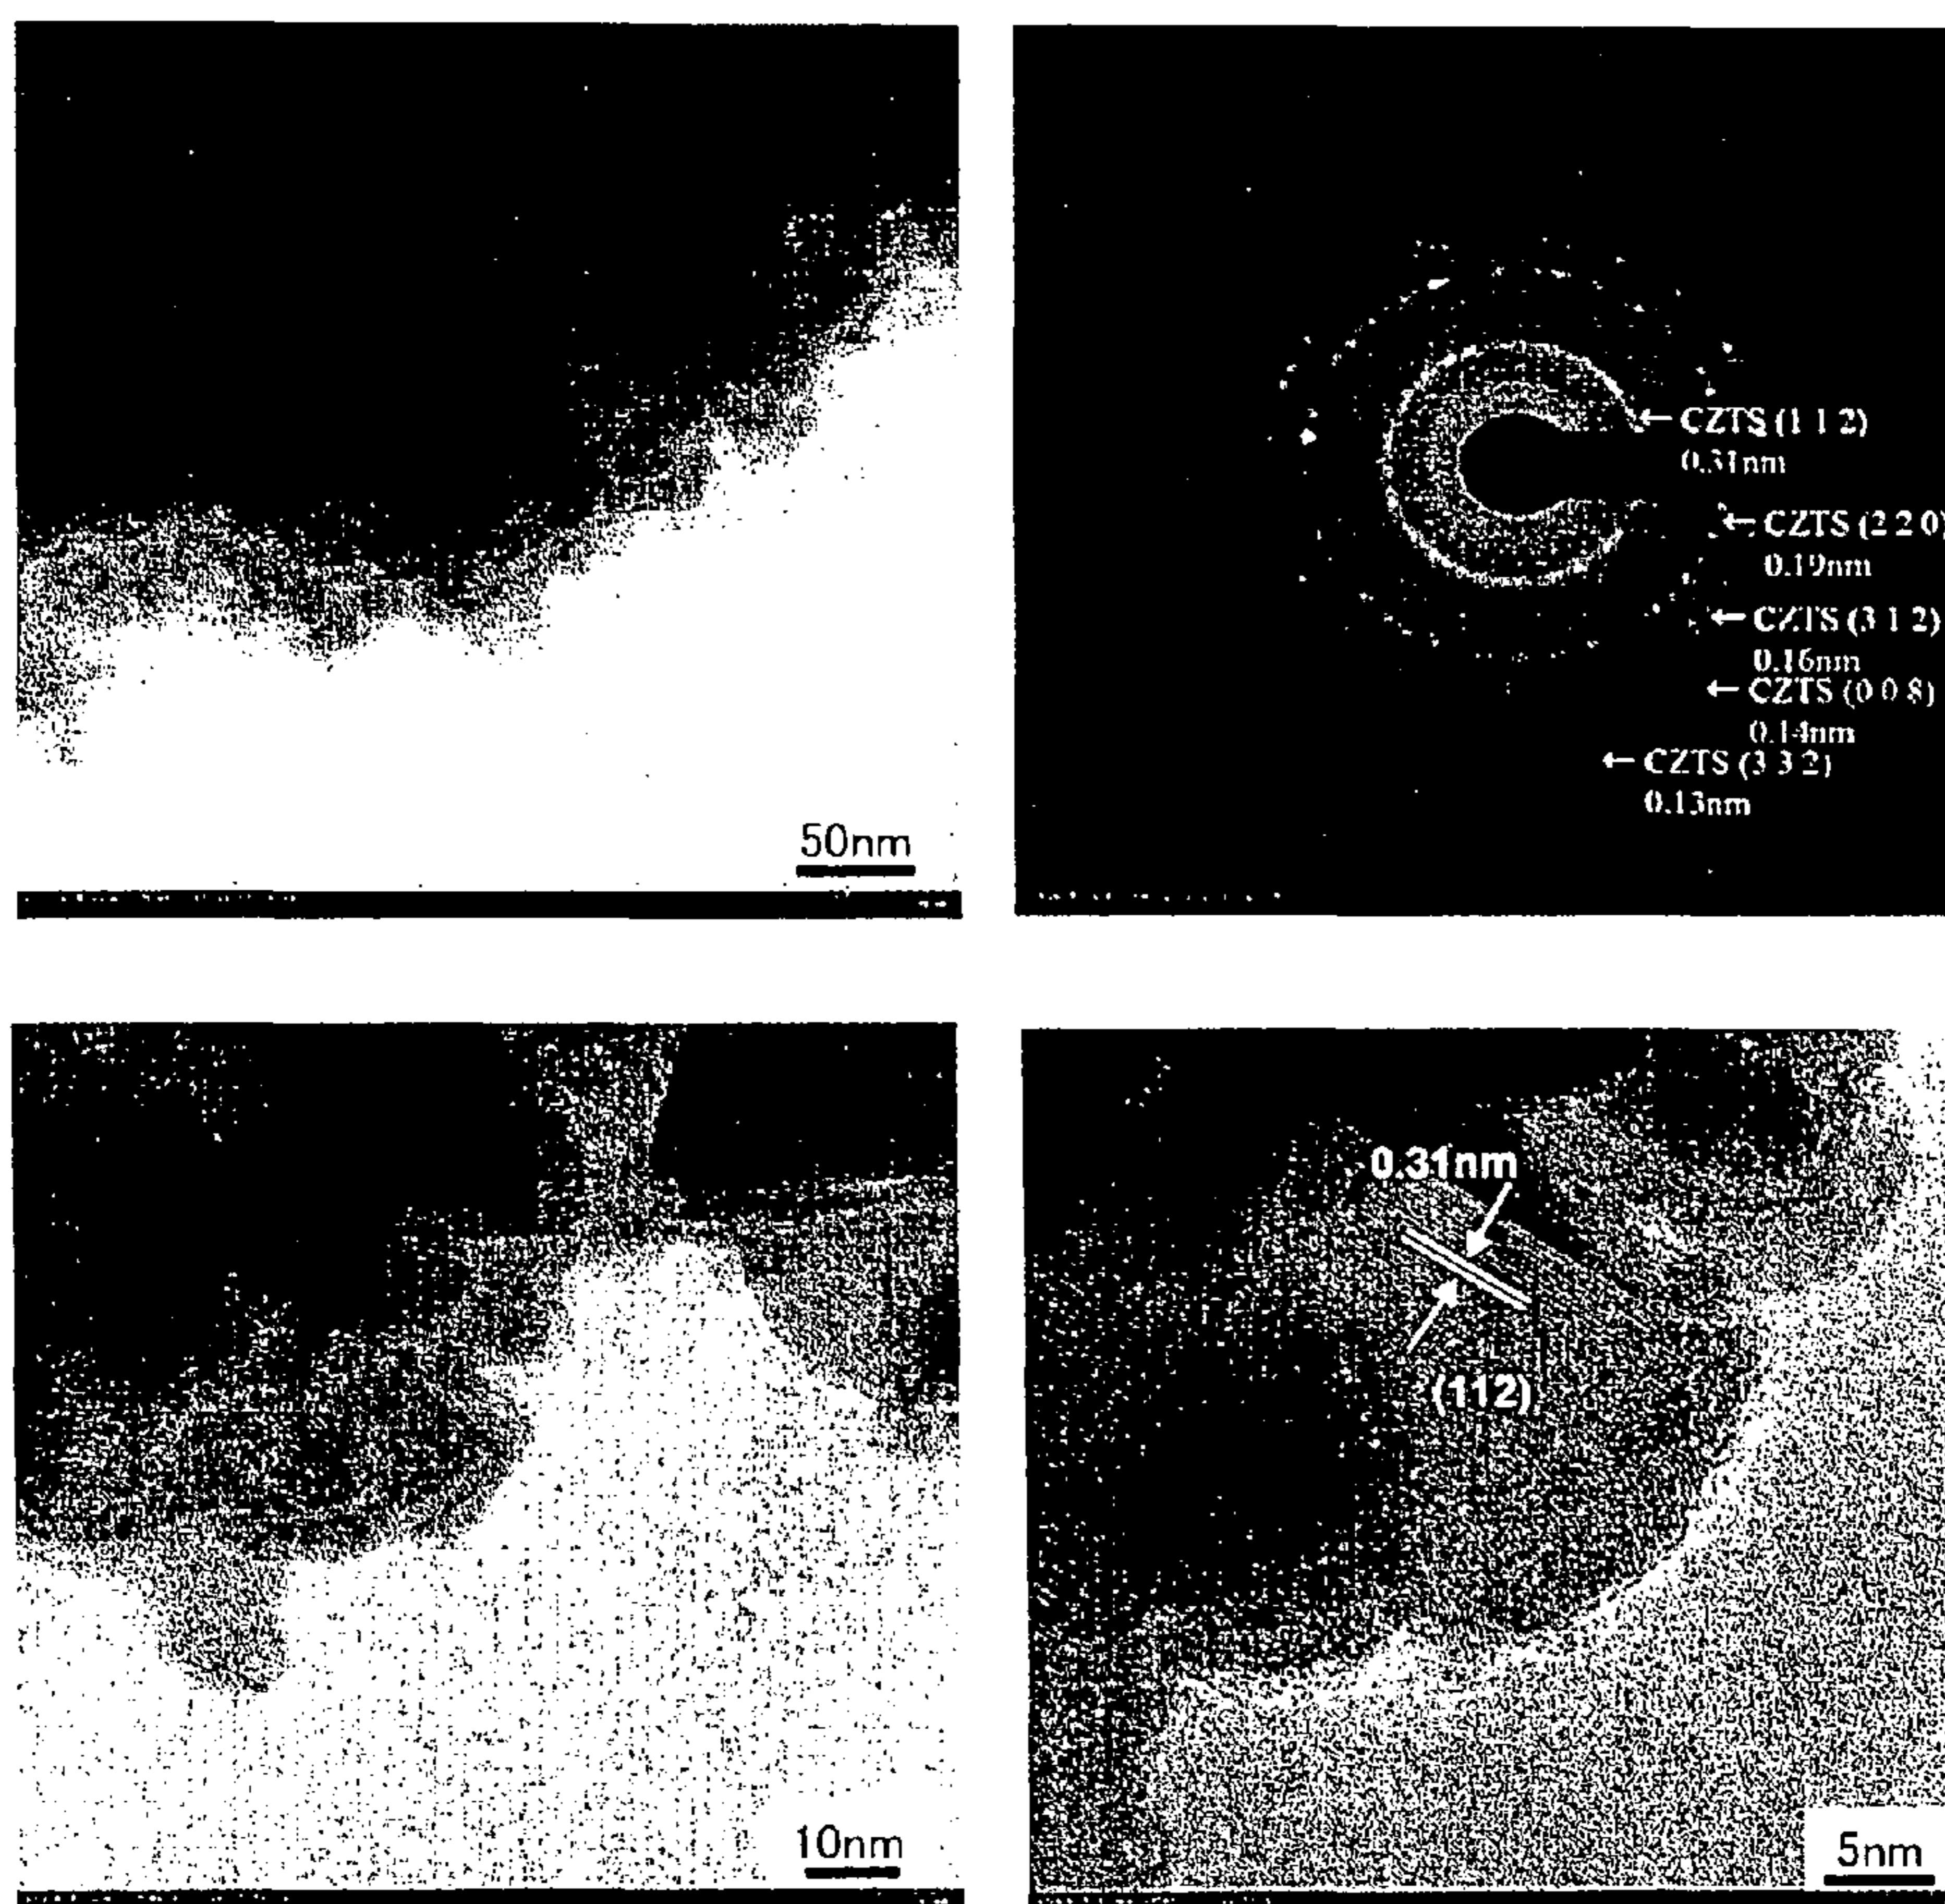 50nm
CZTS (1 1 2)
0.31nm
CZTS (2 2 0)
0.19nm
CZTS (3 1 2)
0.16nm
CZTS (0 0 8)
0.14nm
CZTS (3 3 2)
0.13nm
10nm
0.31nm
(112)
5nm